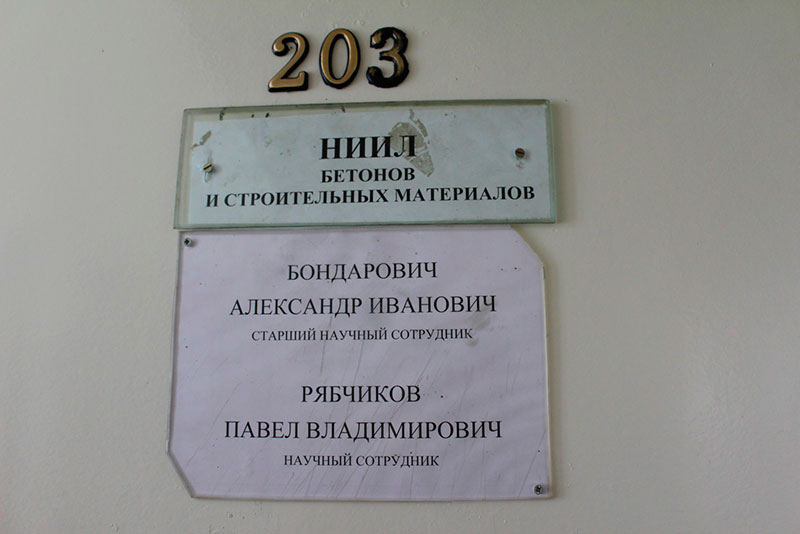 203
НИИЛ
БЕТОНОВ
И СТРОИТЕЛЬНЫХ МАТЕРИАЛОВ
БОНДАРОВИЧ
АЛЕКСАНДР ИВАНОВИЧ
СТАРШИЙ НАУЧНЫЙ СОТРУДНИК
РЯБЧИКОВ
ПАВЕЛ ВЛАДИМИРОВИЧ
НАУЧНЫЙ СОТРУДНИК